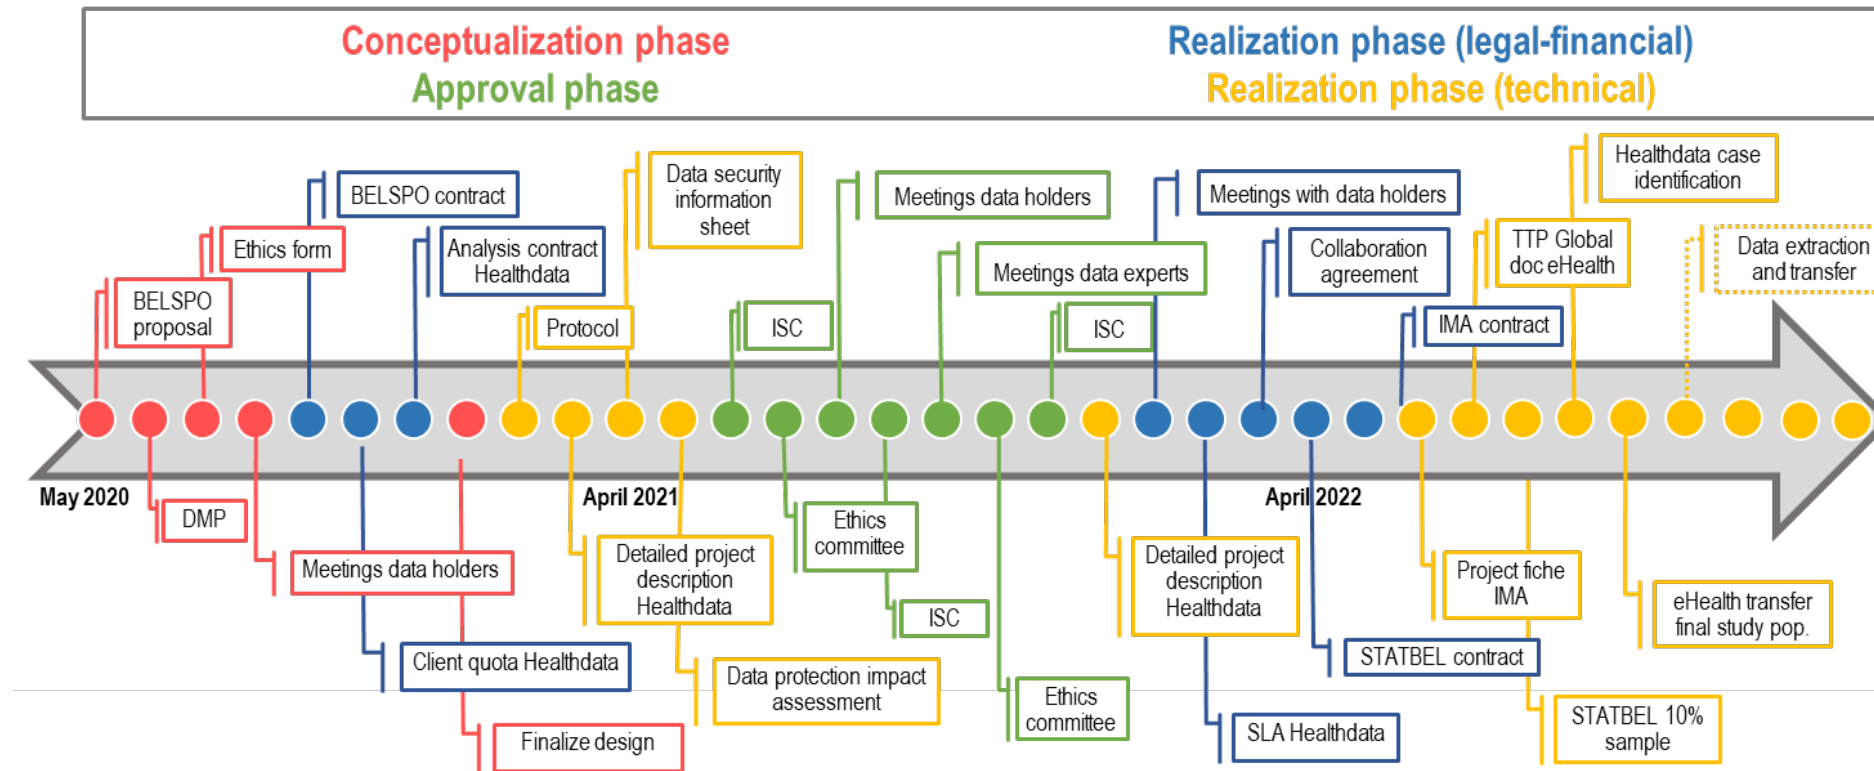 Conceptualization phase
Approval phase
Realization phase (legal-financial)
Realization phase (technical)
BELSPO
proposal
Ethics form
BELSPO contract
Analysis contract
Healthdata
Protocol
Data security
information
sheet
ISC
Meetings data holders
Meetings data experts
ISC
Meetings with data holders
Collaboration
agreement
IMA contract
TTP Global
doc eHealth
Healthdata case
identification
Data extraction
and transfer
May 2020
April 2021
April 2022
DMP
Meetings data holders
Client quota Healthdata
Finalize design
Detailed project
description
Healthdata
Data protection impact
assessment
Ethics
committee
ISC
Ethics
committee
Detailed project
description
Healthdata
SLA Healthdata
STATBEL contract
Project fiche
IMA
STATBEL 10%
sample
eHealth transfer
final study pop.